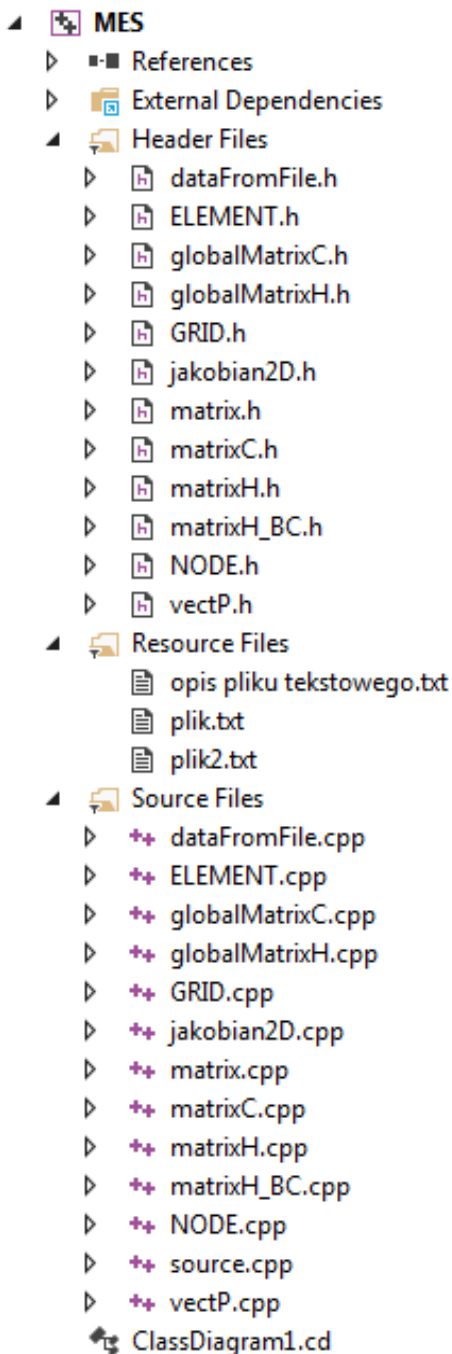 MES
References
External Dependencies
Header Files
dataFromFile.h
ELEMENT.h
globalMatrixC.h
globalMatrixH.h
GRID.h
jakobian2D.h
matrix.h
matrixC.h
matrixH.h
matrixH_BC.h
NODE.h
vectP.h
Resource Files
opis pliku tekstowego.txt
plik.txt
plik2.txt
Source Files
dataFromFile.cpp
ELEMENT.cpp
globalMatrixC.cpp
globalMatrixH.cpp
GRID.cpp
jakobian2D.cpp
matrix.cpp
matrixC.cpp
matrixH.cpp
matrixH_BC.cpp
NODE.cpp
source.cpp
vectP.cpp
ClassDiagram1.cd